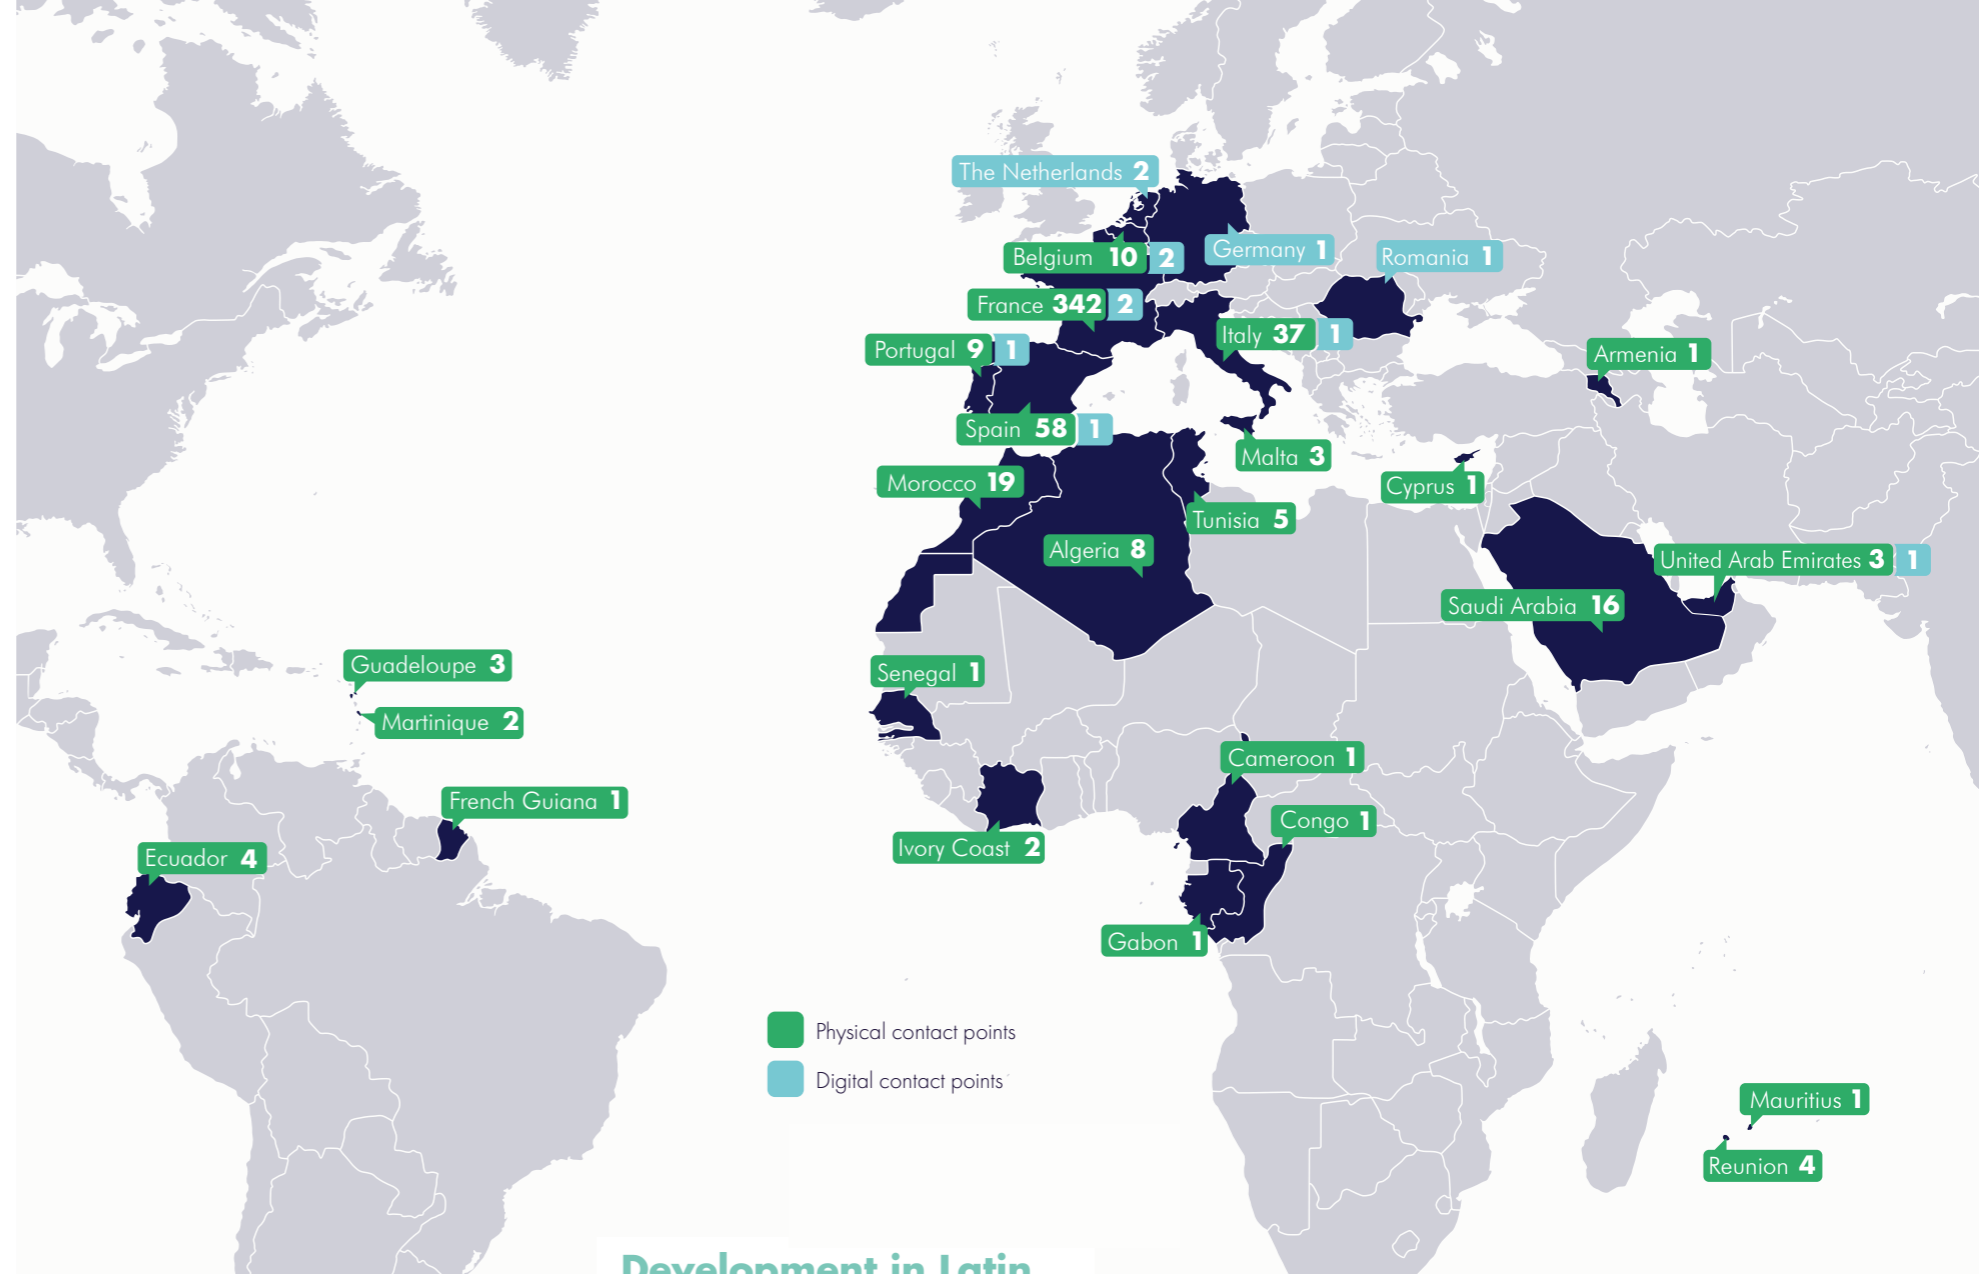 The Netherlands 2
Belgium 10 2
Germany 1
Romania 1
France 342 2
Italy 37 1
Portugal 9 1
Armenia 1
Spain 58 1
Malta 3
Morocco 19
Cyprus 1
Tunisia 5
Algeria 8
United Arab Emirates 3 1
Saudi Arabia 16
Guadeloupe 3
Senegal 1
Martinique 2
Cameroon 1
French Guiana 1
Congo 1
Ivory Coast 2
Ecuador 4
Gabon 1
Physical contact points
Digital contact points
Mauritius 1
Reunion 4
Development in Latin